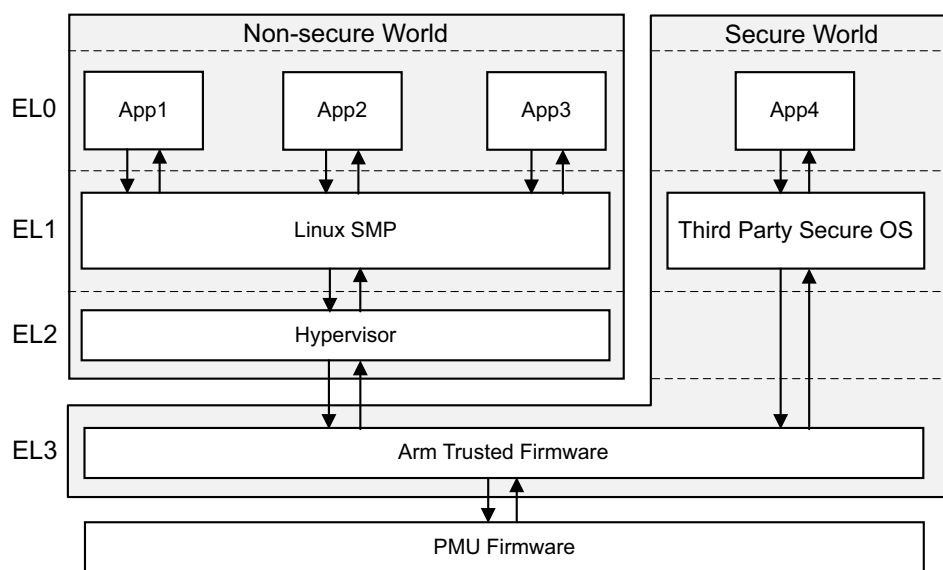 Non-secure World
Secure World
EL0
App1
App2
App3
App4
EL1
Linux SMP
Third Party Secure OS
EL2
Hypervisor
EL3
Arm Trusted Firmware
PMU Firmware